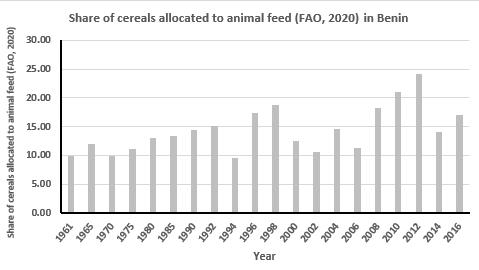 Share of cereals allocated to animal feed (FAO, 2020) in Benin
Share of cereals allocated to animal feed (FAO, 2020)
30.00
25.00
20.00
15.00
10.00
5.00
0.00
1961 1965 1970 1975 1980 1985 1990 1992 1994 1996 1998 2000 2002 2004 2006 2008 2010 2012 2014 2016
Year